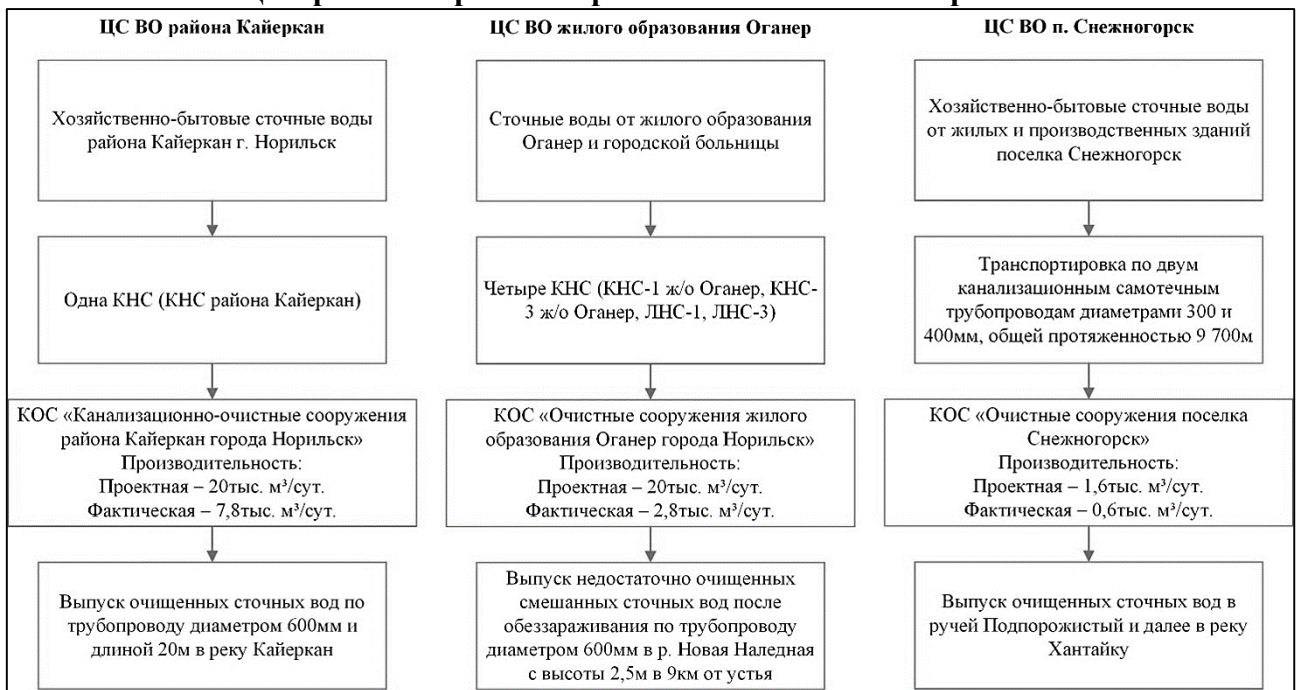 ЦС ВО района Кайеркан
Хозяйственно-бытовые сточные воды
района Кайеркан г. Норильск
Одна КНС (КНС района Кайеркан)
КОС «Канализационно-очистные сооружения
района Кайеркан города Норильск»
Производительность:
Проектная – 20тыс. м³/сут.
Фактическая – 7,8тыс. м³/сут.
Выпуск очищенных сточных вод по
трубопроводу диаметром 600мм и
длиной 20м в реку Кайеркан
ЦС ВО жилого образования Оганер
Сточные воды от жилого образования
Оганер и городской больницы
Четыре КНС (КНС-1 ж/о Оганер, КНС-
3 ж/о Оганер, ЛНС-1, ЛНС-3)
КОС «Очистные сооружения жилого
образования Оганер города Норильск»
Производительность:
Проектная – 20тыс. м³/сут.
Фактическая – 2,8тыс. м³/сут.
Выпуск недостаточно очищенных
смешанных сточных вод после
обеззараживания по трубопроводу
диаметром 600мм в р. Новая Наледная
с высоты 2,5м в 9км от устья
ЦС ВО п. Снежногорск
Хозяйственно-бытовые сточные воды
от жилых и производственных зданий
поселка Снежногорск
Транспортировка по двум
канализационным самотечным
трубопроводам диаметрами 300 и
400мм, общей протяженностью 9 700м
КОС «Очистные сооружения поселка
Снежногорск»
Производительность:
Проектная – 1,6тыс. м³/сут.
Фактическая – 0,6тыс. м³/сут.
Выпуск очищенных сточных вод в
ручей Подпорожистый и далее в реку
Хантайку